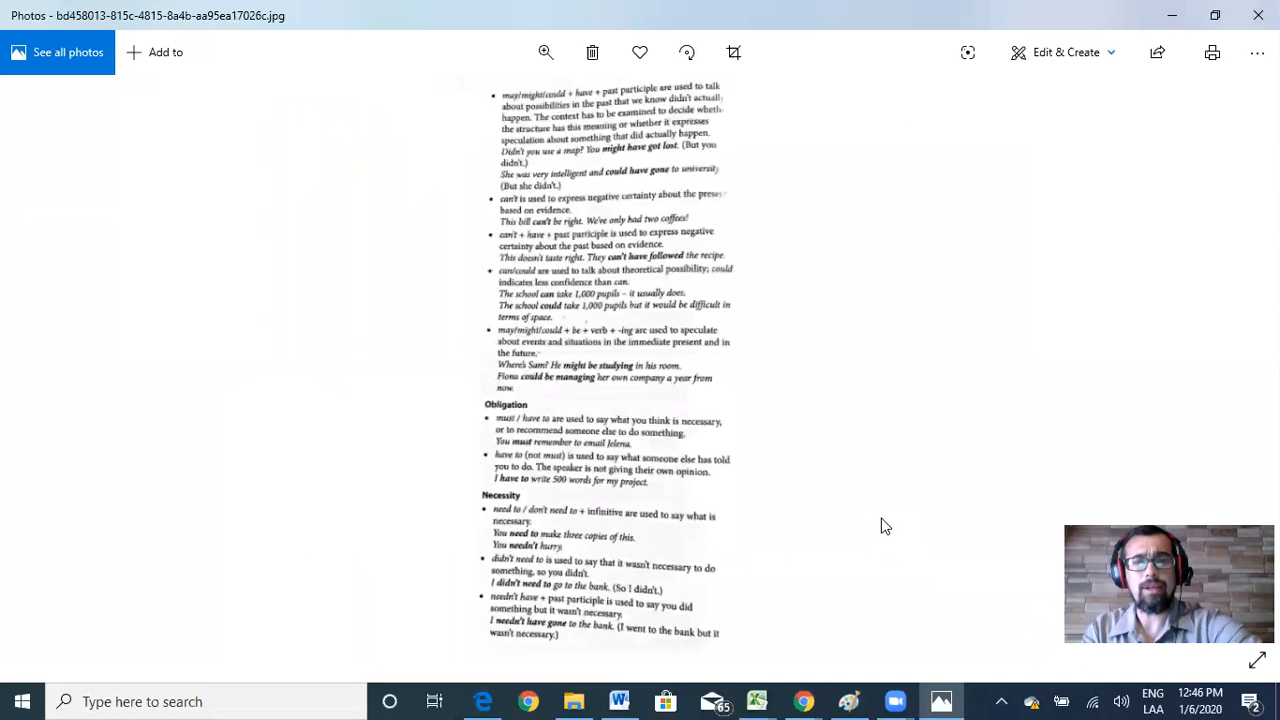 Photos - bd458013-815c-4815-8a4b-aa95ea17026c.jpg
See all photos
Add to
Edit & Create
• may/might/could + have + past participle are used to talk
about possibilities in the past that we know didn't actuall
happen. The context has to be examined to decide wheth
the structure has this meaning or whether it expresses
speculation about something that did actually happen.
Didn't you use a map? You might have got lost. (But you
didn't.)
She was very intelligent and could have gone to university
(But she didn't.)
• can't is used to express negative certainty about the prese
based on evidence.
This bill can't be right. We've only had two coffees!
• can't + have + past participle is used to express negative
certainty about the past based on evidence.
This doesn't taste right. They can't have followed the recipe.
• can/could are used to talk about theoretical possibility; could
indicates less confidence than can.
The school can take 1,000 pupils – it usually does.
The school could take 1,000 pupils but it would be difficult in
terms of space.
• may/might/could + be + verb + -ing are used to speculate
about events and situations in the immediate present and in
the future.
Where's Sam? He might be studying in his room.
Fiona could be managing her own company a year from
now.
Obligation
• must / have to are used to say what you think is necessary,
or to recommend someone else to do something.
You must remember to email Jelena.
• have to (not must) is used to say what someone else has told
you to do. The speaker is not giving their own opinion.
I have to write 500 words for my project.
Necessity
• need to / don't need to + infinitive are used to say what is
necessary.
You need to make three copies of this.
You needn't hurry.
• didn't need to is used to say that it wasn't necessary to do
something, so you didn't.
I didn't need to go to the bank. (So I didn't.)
• needn't have + past participle is used to say you did
something but it wasn't necessary.
I needn't have gone to the bank. (I went to the bank but it
wasn't necessary.)
Type here to search
65
ENG
LAA
12:46 PM
1/6/2020
2